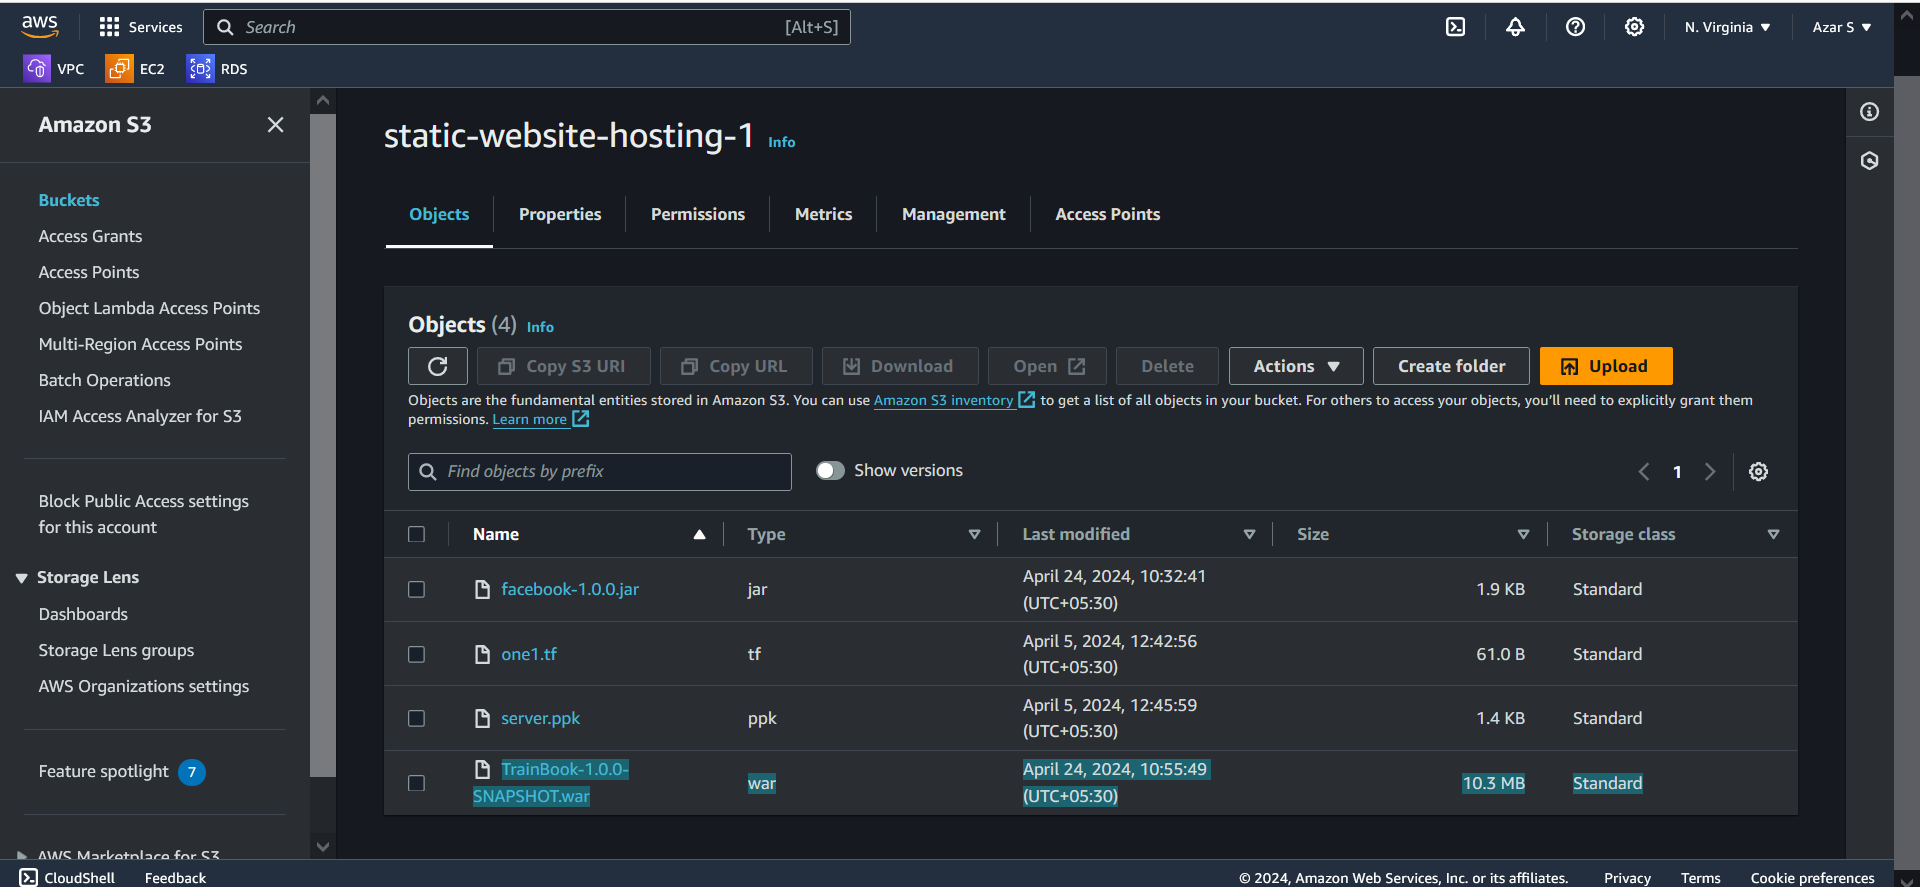 aws
Services
Search
[Alt+S]
N. Virginia
Azar S
VPC
EC2
RDS
Amazon S3
Buckets
Access Grants
Access Points
Object Lambda Access Points
Multi-Region Access Points
Batch Operations
IAM Access Analyzer for S3
Block Public Access settings
for this account
Storage Lens
Dashboards
Storage Lens groups
AWS Organizations settings
Feature spotlight 7
AWS Marketplace for S3
static-website-hosting-1 Info
Objects
Properties
Permissions
Metrics
Management
Access Points
Objects (4) Info
Copy S3 URI
Copy URL
Download
Open
Delete
Actions
Create folder
Upload
Objects are the fundamental entities stored in Amazon S3. You can use Amazon S3 inventory to get a list of all objects in your bucket. For others to access your objects, you'll need to explicitly grant them
permissions. Learn more
Find objects by prefix
Show versions
1
Name
Type
Last modified
Size
Storage class
facebook-1.0.0.jar
jar
April 24, 2024, 10:32:41
(UTC+05:30)
1.9 KB
Standard
one1.tf
tf
April 5, 2024, 12:42:56
(UTC+05:30)
61.0 B
Standard
server.ppk
ppk
April 5, 2024, 12:45:59
(UTC+05:30)
1.4 KB
Standard
TrainBook-1.0.0-
SNAPSHOT.war
war
April 24, 2024, 10:55:49
(UTC+05:30)
10.3 MB
Standard
CloudShell
Feedback
© 2024, Amazon Web Services, Inc. or its affiliates.
Privacy
Terms
Cookie preferences